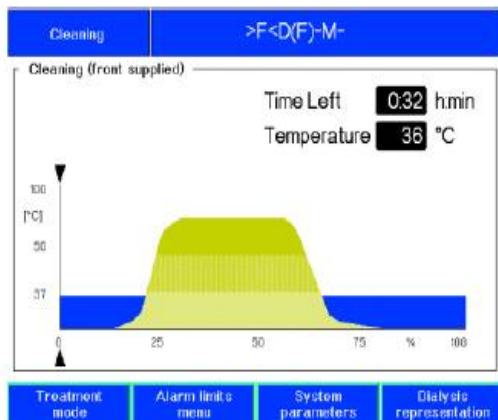 Cleaning
>F<D(F)-M-
Cleaning (front supplied)
Time Left 0:32 h:min
Temperature 36 °C
100
[°C]
50
37
0 25 50 75 % 100
Treatment mode
Alarm limits menu
System parameters
Dialysis representation